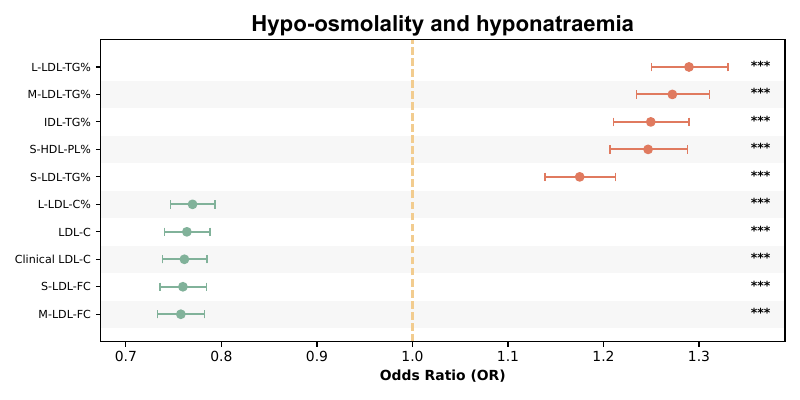 Hypo-osmolality and hyponatraemia
L-LDL-TG% ***
M-LDL-TG% ***
IDL-TG% ***
S-HDL-PL% ***
S-LDL-TG% ***
L-LDL-C% ***
LDL-C ***
Clinical LDL-C ***
S-LDL-FC ***
M-LDL-FC ***
0.7 0.8 0.9 1.0 1.1 1.2 1.3
Odds Ratio (OR)